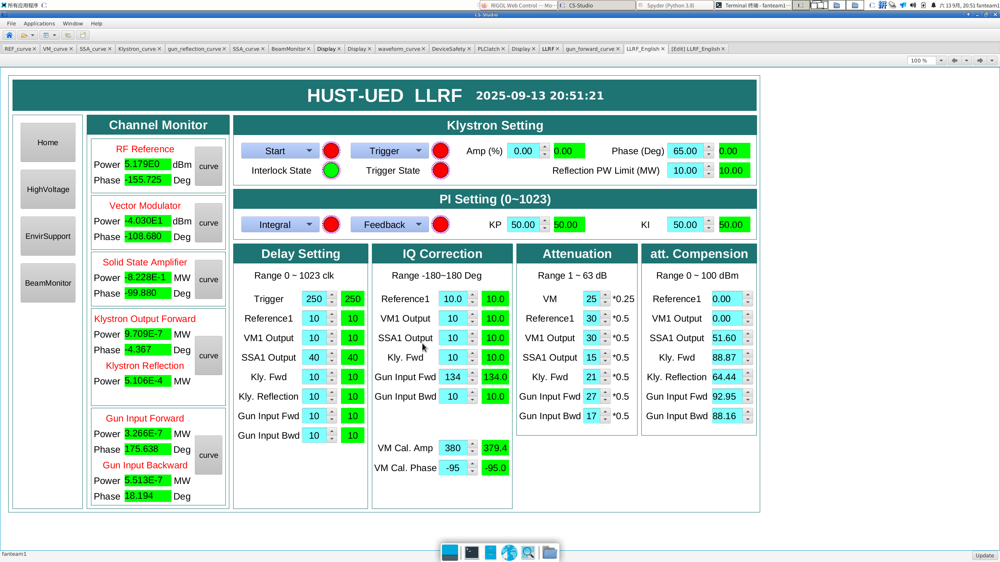 所有应用程序
RIGOL Web Control — Mo⋯
CS-Studio
Spyder (Python 3.8)
Terminal 终端 - fanteam1⋯
拼
六 13 9月, 20:51 fanteam1
CS-Studio
File Applications Window Help
REF_curve VM_curve SSA_curve Klystron_curve gun_reflection_curve SSA_curve BeamMonitor Display Display waveform_curve DeviceSafety PLClatch Display LLRF gun_forward_curve LLRF_English [Edit] LLRF_English
100 %
HUST-UED LLRF 2025-09-13 20:51:21
Home
HighVoltage
EnvirSupport
BeamMonitor
Channel Monitor
RF Reference
Power 5.179E0 dBm
Phase -155.725 Deg
curve
Vector Modulator
Power -4.030E1 dBm
Phase -108.680 Deg
curve
Solid State Amplifier
Power -8.228E-1 MW
Phase -99.880 Deg
curve
Klystron Output Forward
Power 9.709E-7 MW
Phase -4.367 Deg
curve
Klystron Reflection
Power 5.106E-4 MW
Gun Input Forward
Power 3.266E-7 MW
Phase 175.638 Deg
curve
Gun Input Backward
Power 5.513E-7 MW
Phase 18.194 Deg
Klystron Setting
Start Trigger Amp (%) 0.00 0.00 Phase (Deg) 65.00 0.00
Interlock State Trigger State Reflection PW Limit (MW) 10.00 10.00
PI Setting (0~1023)
Integral Feedback KP 50.00 50.00 KI 50.00 50.00
Delay Setting
Range 0 ~ 1023 clk
Trigger 250 250
Reference1 10 10
VM1 Output 10 10
SSA1 Output 40 40
Kly. Fwd 10 10
Kly. Reflection 10 10
Gun Input Fwd 10 10
Gun Input Bwd 10 10
IQ Correction
Range -180~180 Deg
Reference1 10.0 10.0
VM1 Output 10 10.0
SSA1 Output 10 10.0
Kly. Fwd 10 10.0
Gun Input Fwd 134 134.0
Gun Input Bwd 10 10.0
VM Cal. Amp 380 379.4
VM Cal. Phase -95 -95.0
Attenuation
Range 1 ~ 63 dB
VM 25 *0.25
Reference1 30 *0.5
VM1 Output 30 *0.5
SSA1 Output 15 *0.5
Kly. Fwd 21 *0.5
Gun Input Fwd 27 *0.5
Gun Input Bwd 17 *0.5
att. Compension
Range 0 ~ 100 dBm
Reference1 0.00
VM1 Output 0.00
SSA1 Output 51.60
Kly. Fwd 88.87
Kly. Reflection 64.44
Gun Input Fwd 92.95
Gun Input Bwd 88.16
fanteam1
Update